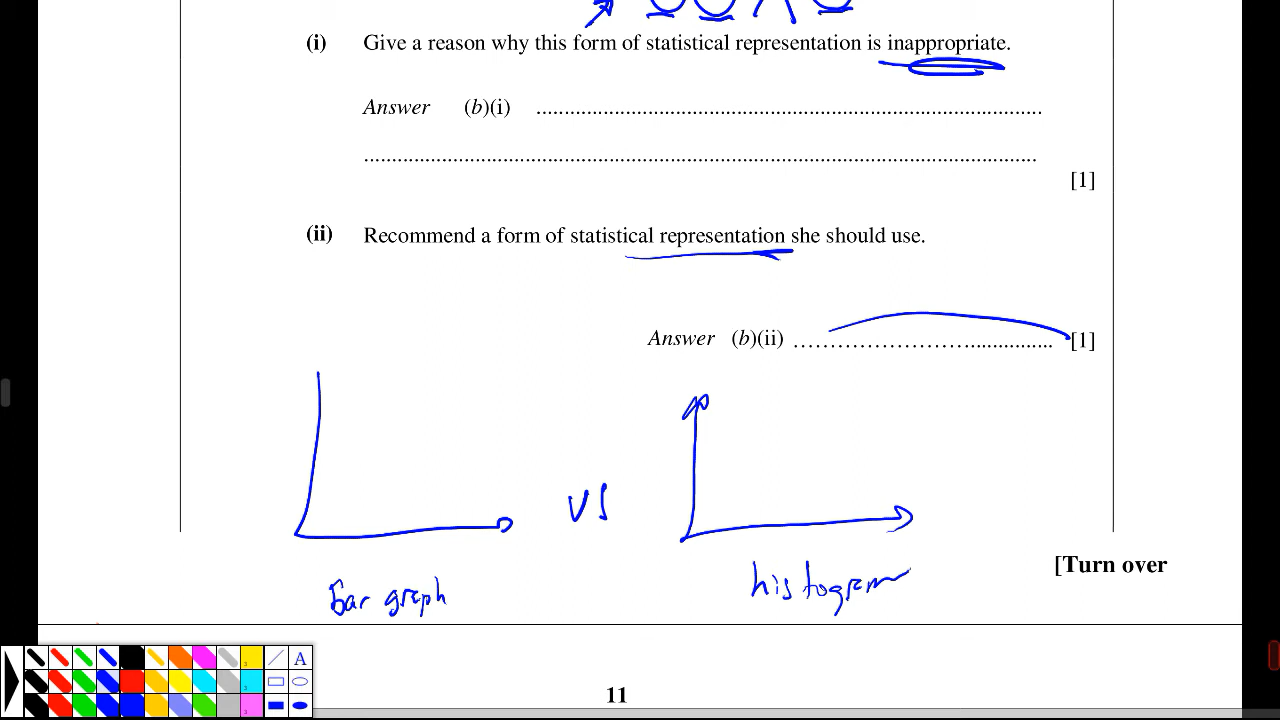 (i) Give a reason why this form of statistical representation is inappropriate.
Answer (b)(i) ........................................................................................
.....................................................................................................................
[1]
(ii) Recommend a form of statistical representation she should use.
Answer (b)(ii) ........................................... [1]
vs
bar graph
histogram
[Turn over
A
11